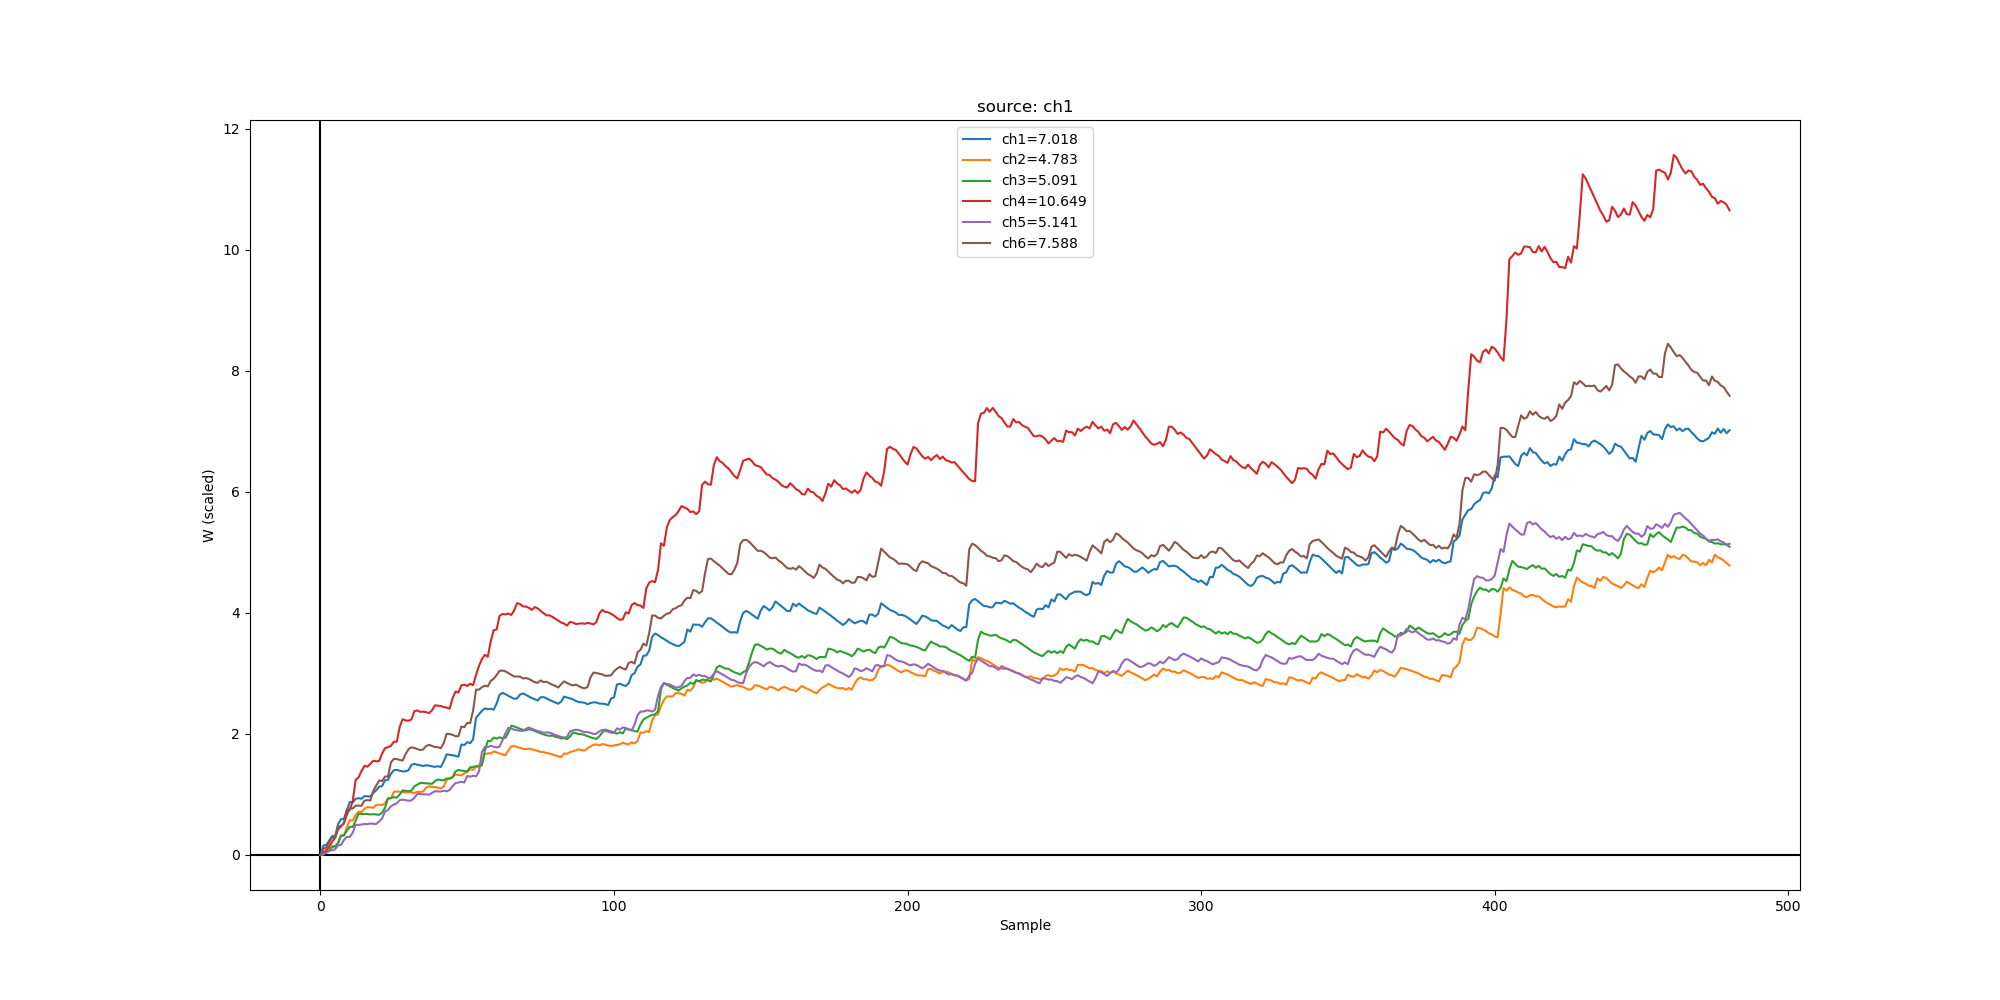 source: ch1
ch1=7.018
ch2=4.783
ch3=5.091
ch4=10.649
ch5=5.141
ch6=7.588
12
10
8
6
4
2
0
W (scaled)
0 100 200 300 400 500
Sample